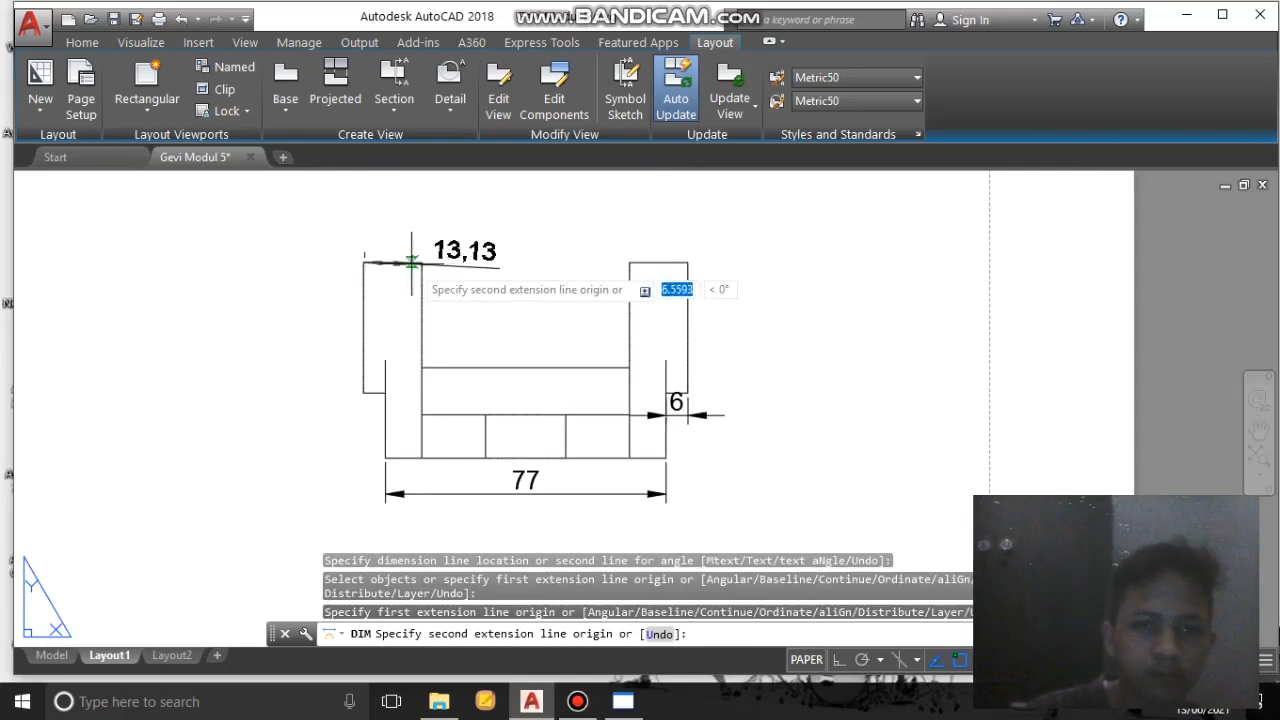 Autodesk AutoCAD 2018
www.BANDICAM.com
a keyword or phrase
Sign In
Home Visualize Insert View Manage Output Add-ins A360 Express Tools Featured Apps Layout
New
Page Setup
Rectangular
Named
Clip
Lock
Base
Projected
Section
Detail
Edit View
Edit Components
Symbol Sketch
Auto Update
Update View
Metric50
Metric50
Layout
Layout Viewports
Create View
Modify View
Update
Styles and Standards
Start
Gevi Modul 5*
13,13
Specify second extension line origin or 6.5593 < 0°
6
77
Specify dimension line location or second line for angle [Mtext/Text/text aNgle/Undo]:
Select objects or specify first extension line origin or [Angular/Baseline/Continue/Ordinate/aliGn/
Distribute/Layer/Undo]:
Specify first extension line origin or [Angular/Baseline/Continue/Ordinate/aliGn/Distribute/Layer/
DIM Specify second extension line origin or [Undo]:
Y
X
Model Layout1 Layout2
PAPER
Type here to search
13/06/2021